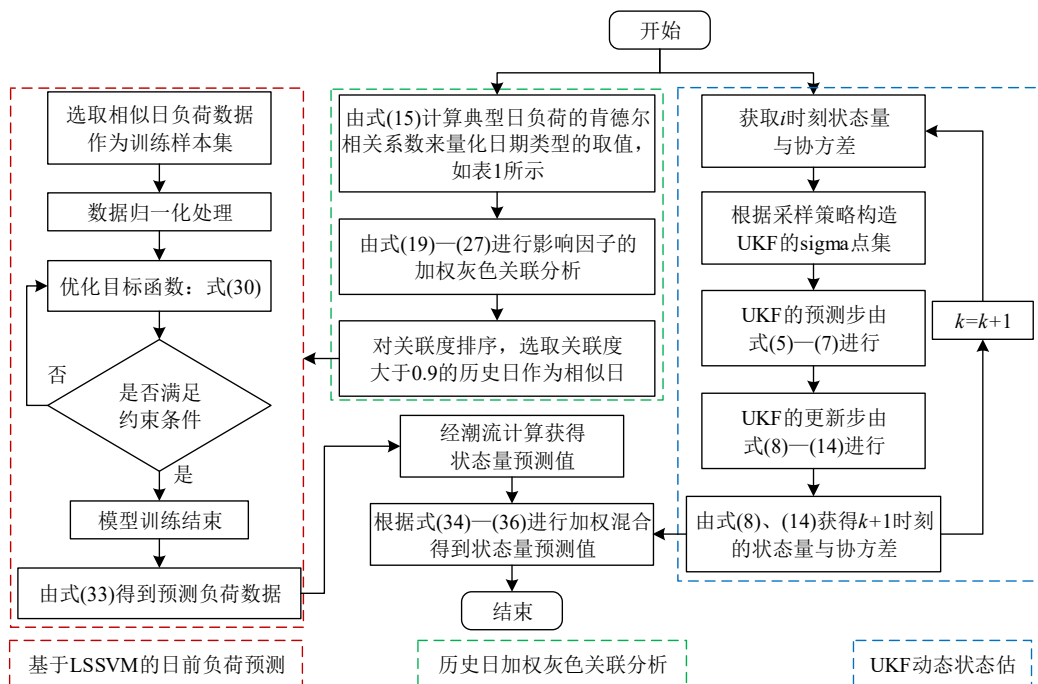 开始
选取相似日负荷数据
作为训练样本集
数据归一化处理
优化目标函数：式(30)
否
是否满足
约束条件
是
模型训练结束
由式(33)得到预测负荷数据
由式(15)计算典型日负荷的肯德尔
相关系数来量化日期类型的取值，
如表1所示
由式(19)—(27)进行影响因子的
加权灰色关联分析
对关联度排序，选取关联度
大于0.9的历史日作为相似日
经潮流计算获得
状态量预测值
根据式(34)—(36)进行加权混合
得到状态量预测值
结束
获取i时刻状态量
与协方差
根据采样策略构造
UKF的sigma点集
UKF的预测步由
式(5)—(7)进行
k=k+1
UKF的更新步由
式(8)—(14)进行
由式(8)、(14)获得k+1时刻
的状态量与协方差
基于LSSVM的日前负荷预测
历史日加权灰色关联分析
UKF动态状态估